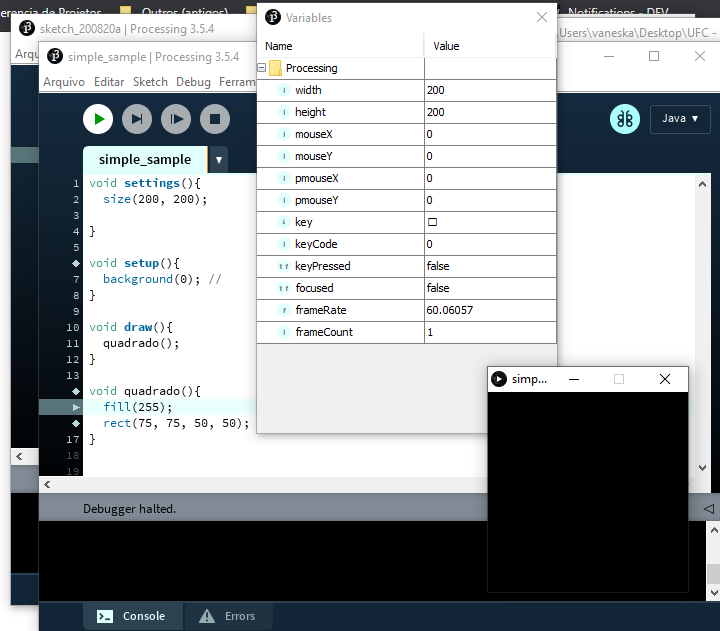 erencia de Projetos
Outros (antigos)
Notifications - DEV
sketch_200820a | Processing 3.5.4
Users\vaneska\Desktop\UFC -
Arqu
simple_sample | Processing 3.5.4
Arquivo Editar Sketch Debug Ferram
Java ▼
simple_sample ▼
1 void settings(){
2 size(200, 200);
3
4 }
5
void setup(){
7 background(0); //
8 }
9
10 void draw(){
11 quadrado();
12 }
13
void quadrado(){
fill(255);
rect(75, 75, 50, 50);
17 }
18
19
Debugger halted.
Console
Errors
Variables
Name Value
Processing
width 200
height 200
mouseX 0
mouseY 0
pmouseX 0
pmouseY 0
key □
keyCode 0
keyPressed false
focused false
frameRate 60.06057
frameCount 1
simp...